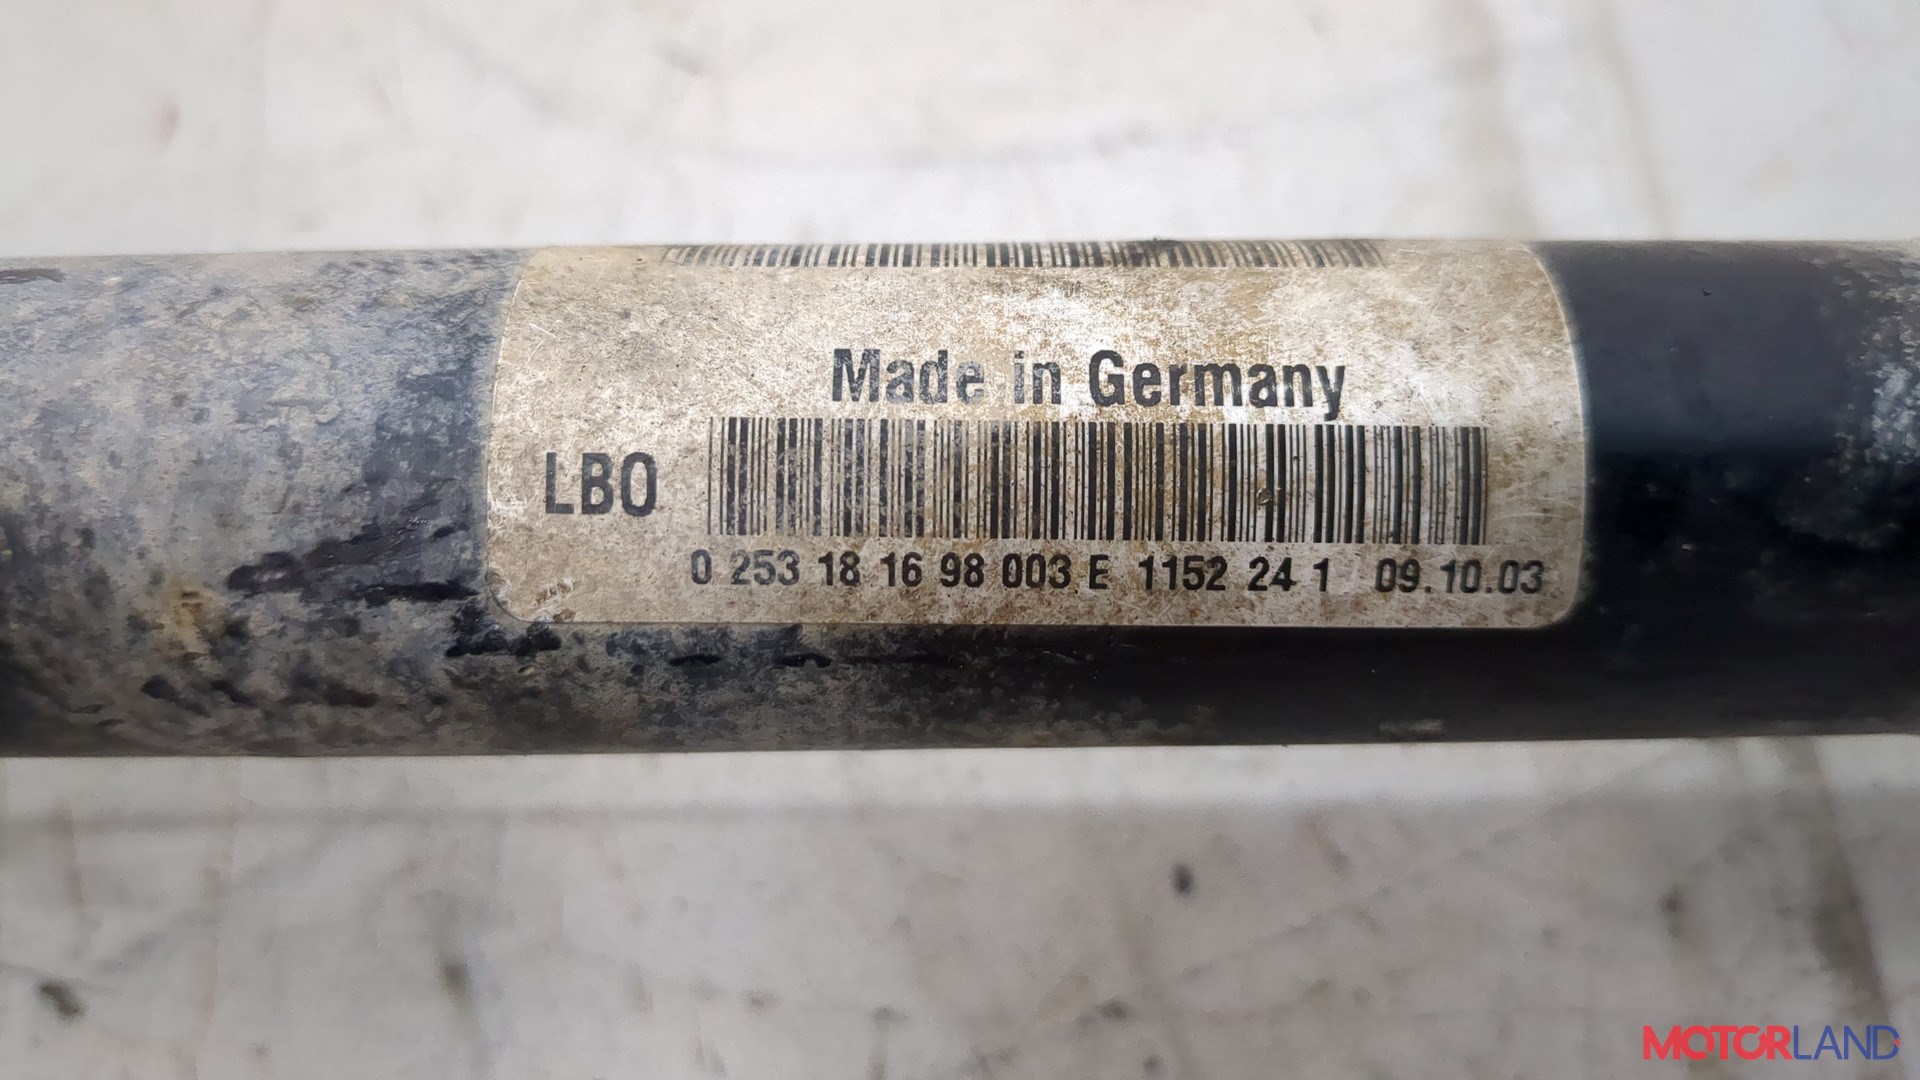 Made in Germany
LBO
0 253 18 16 98 003 E 1152 24 1 09.10.03
MOTORLAND